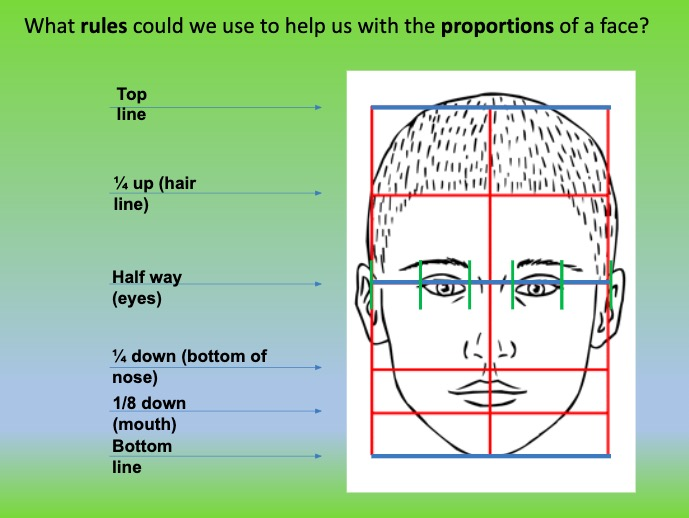 What rules could we use to help us with the proportions of a face?
Top
line
¼ up (hair
line)
Half way
(eyes)
¼ down (bottom of
nose)
1/8 down
(mouth)
Bottom
line